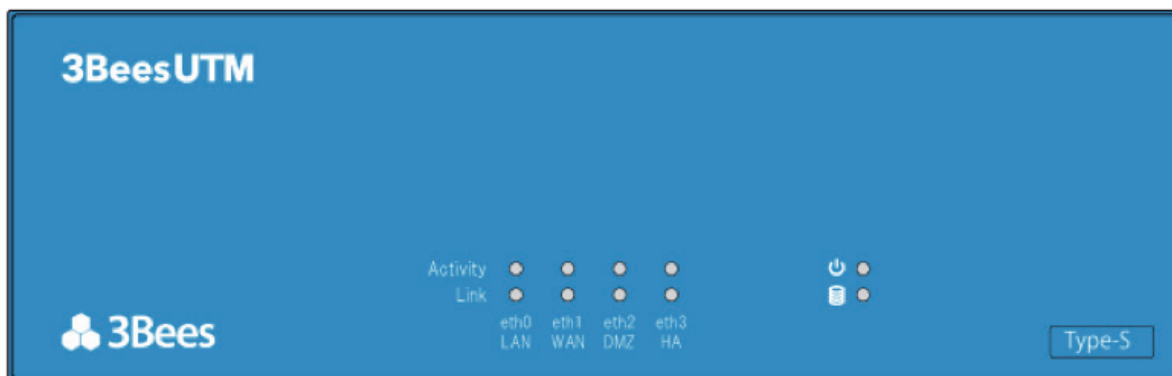 3BeesUTM
Activity
Link
eth0 eth1 eth2 eth3
LAN WAN DMZ HA
3Bees
Type-S